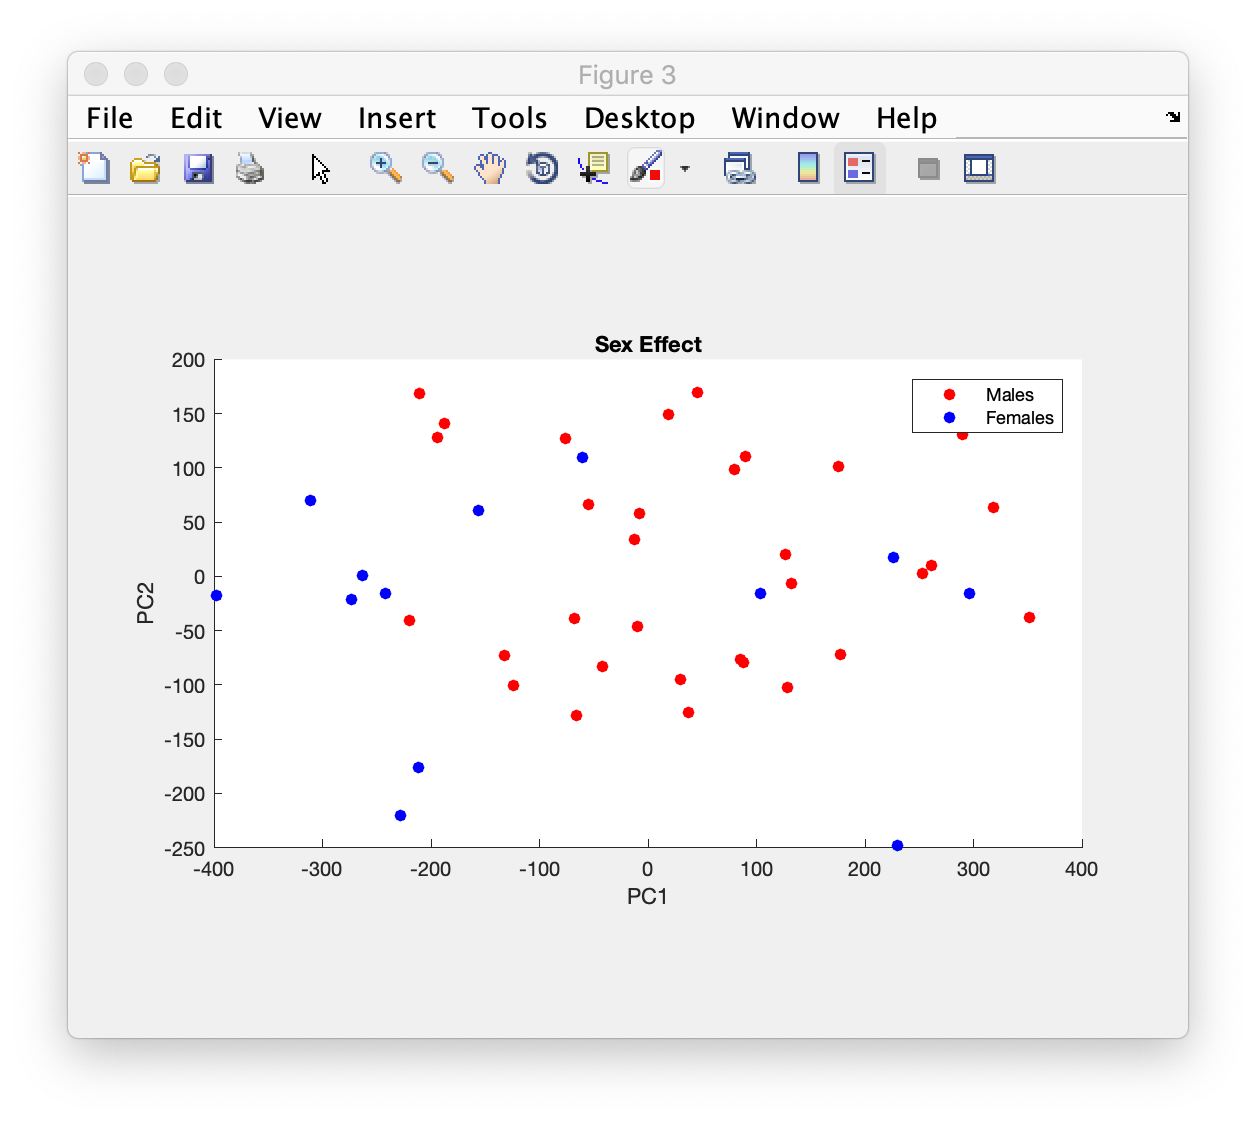 Figure 3
File Edit View Insert Tools Desktop Window Help
Sex Effect
Males
Females
200
150
100
50
0
-50
-100
-150
-200
-250
PC2
-400 -300 -200 -100 0 100 200 300 400
PC1